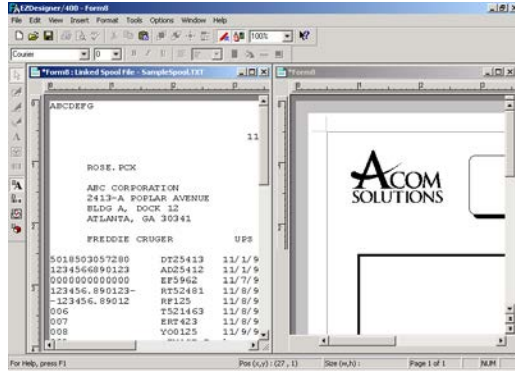 EZDesigner/400 - Form8
File Edit View Insert Format Tools Options Window Help
100%
Courier 10
*Form8 : Linked Spool File - SampleSpool.TXT
*Form8
ABCDEFG
11
ROSE.PCX
ABC CORPORATION
2413-A POPLAR AVENUE
BLDG A, DOCK 12
ATLANTA, GA 30341
FREDDIE CRUGER UPS
5018503057280 DT25413 11/1/9
1234566890123 AD25412 11/1/9
0000000000000 EF5962 11/7/9
123456.890123- RT52481 11/8/9
-123456.89012 RF125 11/8/9
006 T521463 11/8/9
007 ERT423 11/8/9
008 YO8125 11/9/9
ACOM
SOLUTIONS
For Help, press F1 Pos (x,y) : (27 , 1) Size (w,h) : Page 1 of 1 NUM